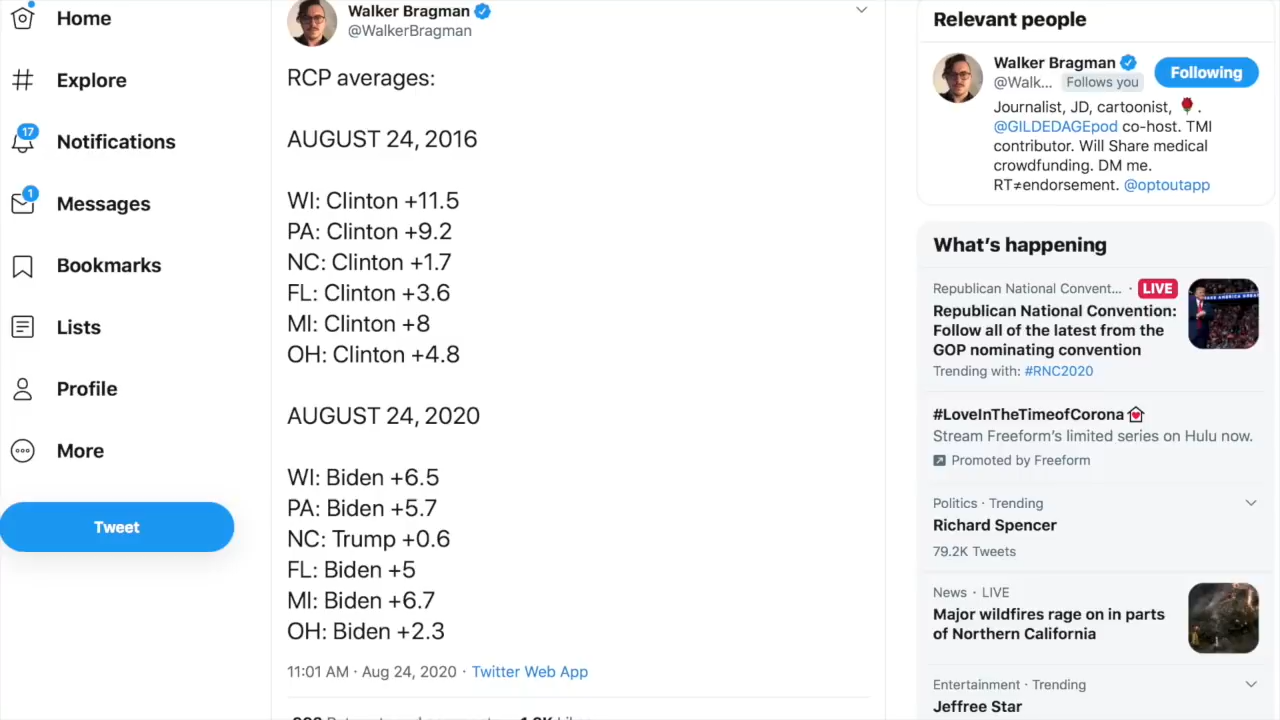 Home
Explore
17
Notifications
1
Messages
Bookmarks
Lists
Profile
More
Tweet
Walker Bragman
@WalkerBragman
RCP averages:
AUGUST 24, 2016
WI: Clinton +11.5
PA: Clinton +9.2
NC: Clinton +1.7
FL: Clinton +3.6
MI: Clinton +8
OH: Clinton +4.8
AUGUST 24, 2020
WI: Biden +6.5
PA: Biden +5.7
NC: Trump +0.6
FL: Biden +5
MI: Biden +6.7
OH: Biden +2.3
11:01 AM · Aug 24, 2020 · Twitter Web App
Relevant people
Walker Bragman
@Walk... Follows you
Following
Journalist, JD, cartoonist, 🌹.
@GILDEDAGEpod co-host. TMI
contributor. Will Share medical
crowdfunding. DM me.
RT≠endorsement. @optoutapp
What's happening
Republican National Convent... · LIVE
Republican National Convention:
Follow all of the latest from the
GOP nominating convention
Trending with: #RNC2020
#LoveInTheTimeofCorona
Stream Freeform's limited series on Hulu now.
Promoted by Freeform
Politics · Trending
Richard Spencer
79.2K Tweets
News · LIVE
Major wildfires rage on in parts
of Northern California
Entertainment · Trending
Jeffree Star